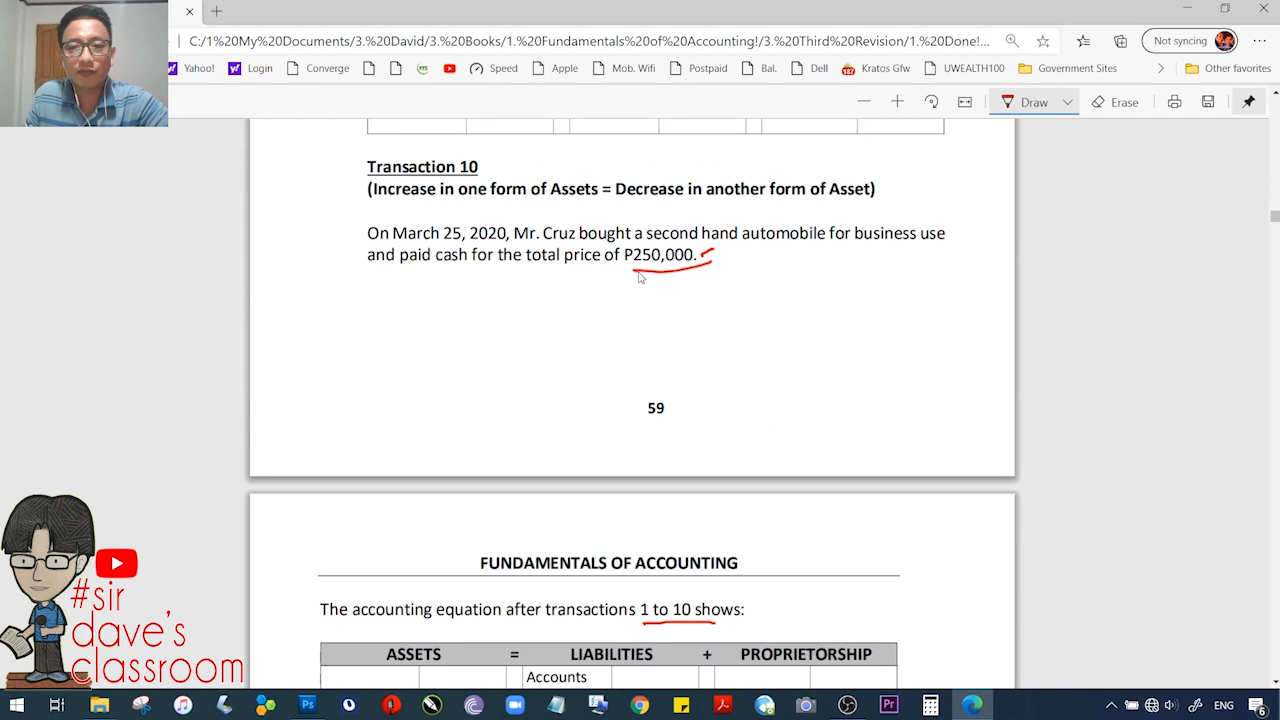 C:/1%20My%20Documents/3.%20David/3.%20Books/1.%20Fundamentals%20of%20Accounting!/3.%20Third%20Revision/1.%20Done!...
Not syncing
Yahoo! Login Converge Speed Apple Mob. Wifi Postpaid Bal. Dell Kratos Gfw UWEALTH100 Government Sites Other favorites
Draw Erase
Transaction 10
(Increase in one form of Assets = Decrease in another form of Asset)
On March 25, 2020, Mr. Cruz bought a second hand automobile for business use
and paid cash for the total price of P250,000.
59
FUNDAMENTALS OF ACCOUNTING
The accounting equation after transactions 1 to 10 shows:
ASSETS = LIABILITIES + PROPRIETORSHIP
Accounts
#sir
dave's
classroom
ENG
6